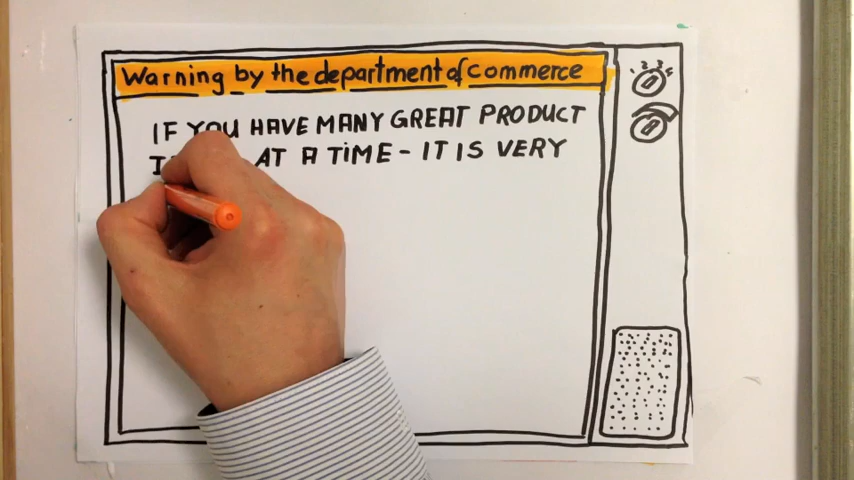 Warning by the department of commerce
IF YOU HAVE MANY GREAT PRODUCT
AT A TIME - IT IS VERY